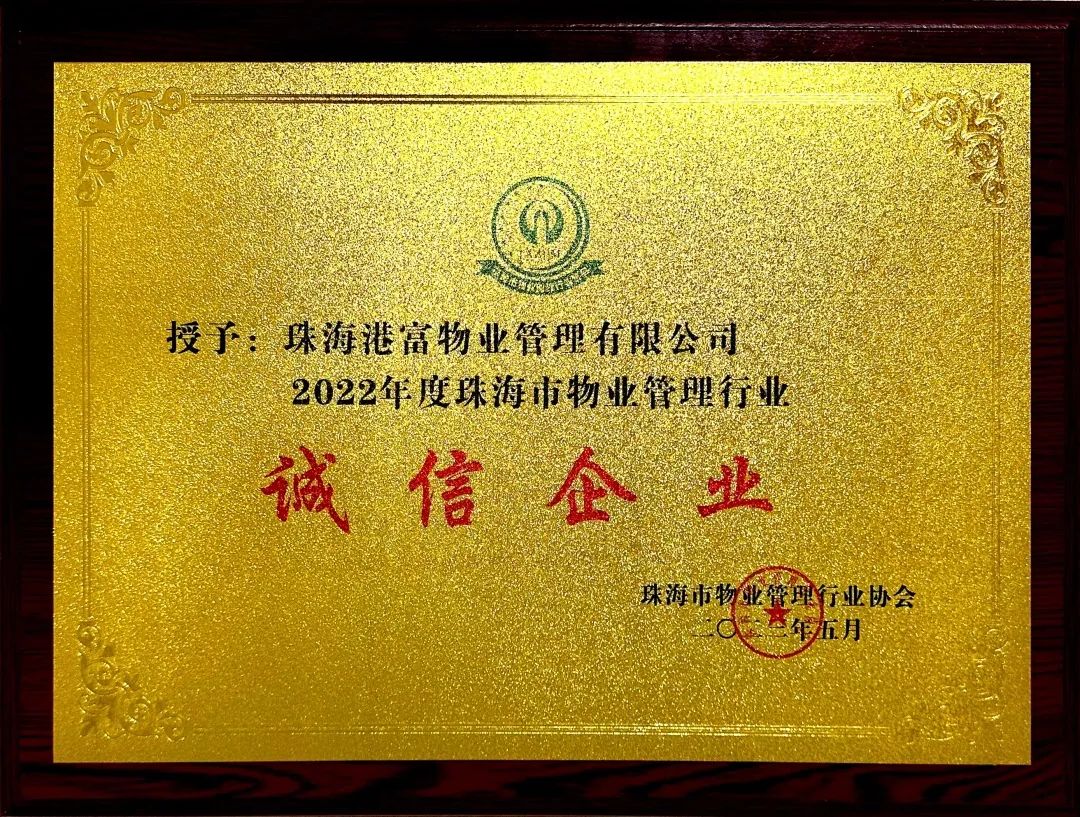 授予：珠海港富物业管理有限公司
2022年度珠海市物业管理行业
诚信企业
珠海市物业管理行业协会
二〇二三年五月